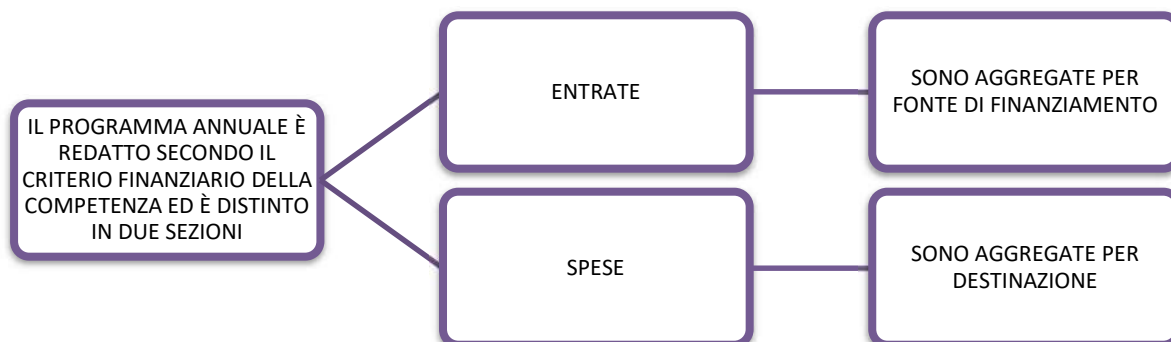 IL PROGRAMMA ANNUALE È
REDATTO SECONDO IL
CRITERIO FINANZIARIO DELLA
COMPETENZA ED È DISTINTO
IN DUE SEZIONI
ENTRATE
SONO AGGREGATE PER
FONTE DI FINANZIAMENTO
SPESE
SONO AGGREGATE PER
DESTINAZIONE